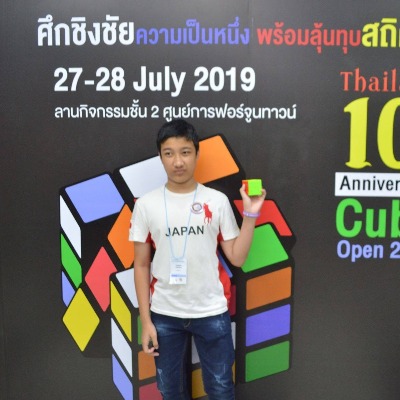 ศึกชิงชัยความเป็นหนึ่ง พร้อมลุ้นทุบสถิ
27-28 July 2019
ลานกิจกรรมชั้น 2 ศูนย์การฟอร์จูนทาวน์
Thaila
10
Anniver
Cub
Open 2
JAPAN